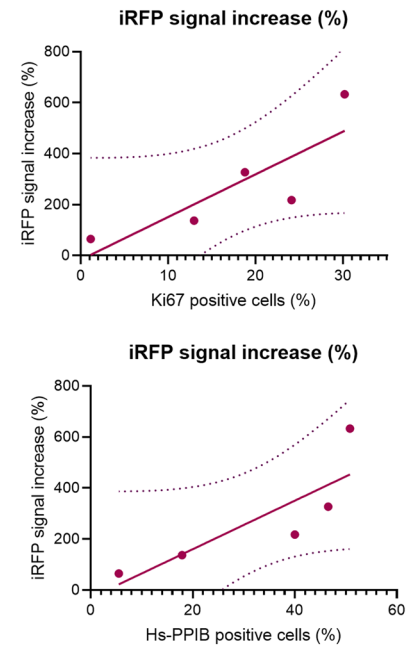 iRFP signal increase (%)
iRFP signal increase (%)
800
600
400
200
0
0 10 20 30
Ki67 positive cells (%)
iRFP signal increase (%)
iRFP signal increase (%)
800
600
400
200
0
0 20 40 60
Hs-PPIB positive cells (%)